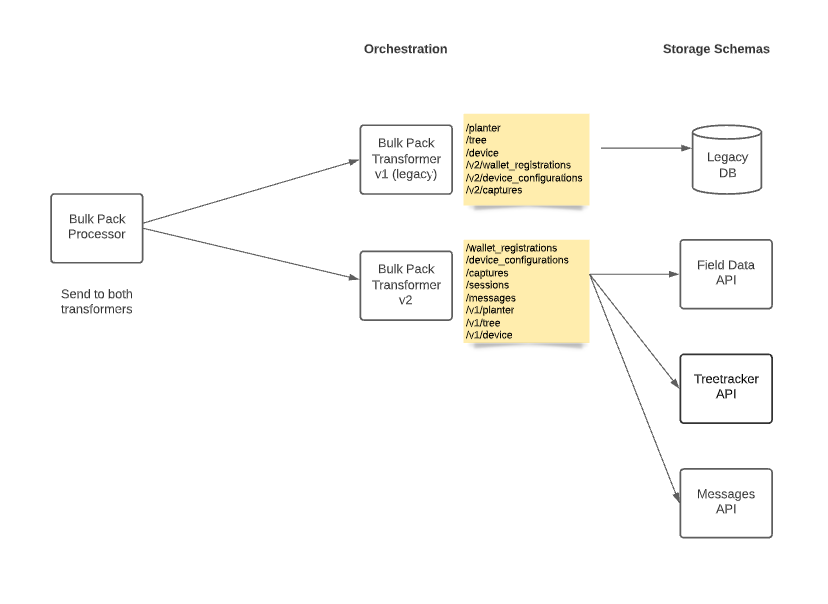 Orchestration
Storage Schemas
Bulk Pack
Processor
Send to both
transformers
Bulk Pack
Transformer
v1 (legacy)
/planter
/tree
/device
/v2/wallet_registrations
/v2/device_configurations
/v2/captures
Legacy
DB
Bulk Pack
Transformer
v2
/wallet_registrations
/device_configurations
/captures
/sessions
/messages
/v1/planter
/v1/tree
/v1/device
Field Data
API
Treetracker
API
Messages
API